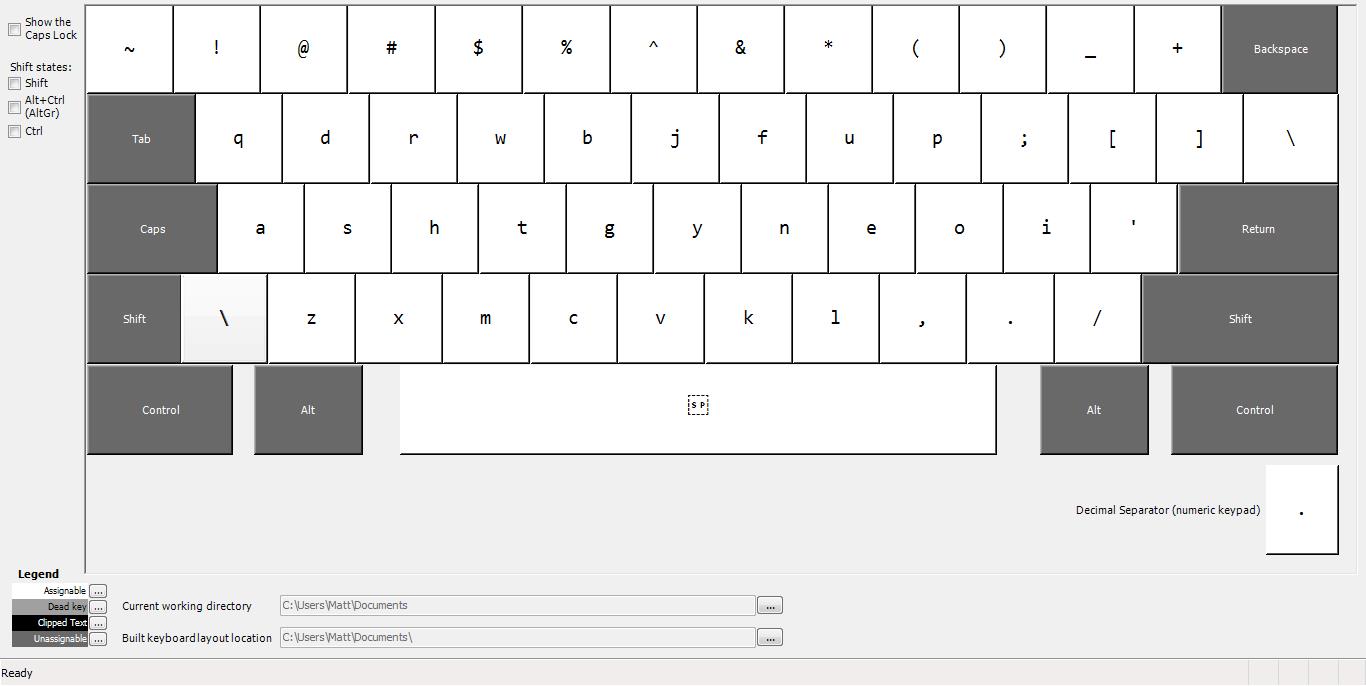 Show the
Caps Lock
~ ! @ # $ % ^ & * ( ) _ + Backspace
Shift states:
Shift
Alt+Ctrl
(AltGr)
Ctrl
Tab q d r w b j f u p ; [ ] \
Caps a s h t g y n e o i ' Return
Shift \ z x m c v k l , . / Shift
Control Alt SP Alt Control
Decimal Separator (numeric keypad) .
Legend
Assignable ...
Dead key ...
Clipped Text ...
Unassignable ...
Current working directory C:\Users\Matt\Documents ...
Built keyboard layout location C:\Users\Matt\Documents\ ...
Ready